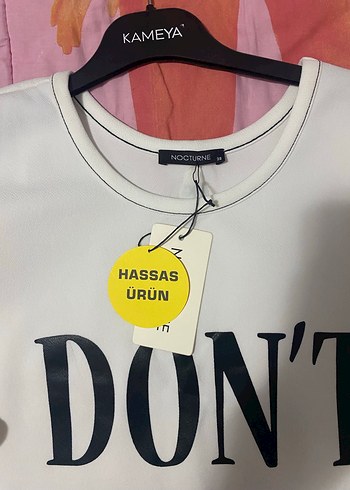 KAMEYA
NOCTURNE
HASSAS
ÜRÜN
DON'T